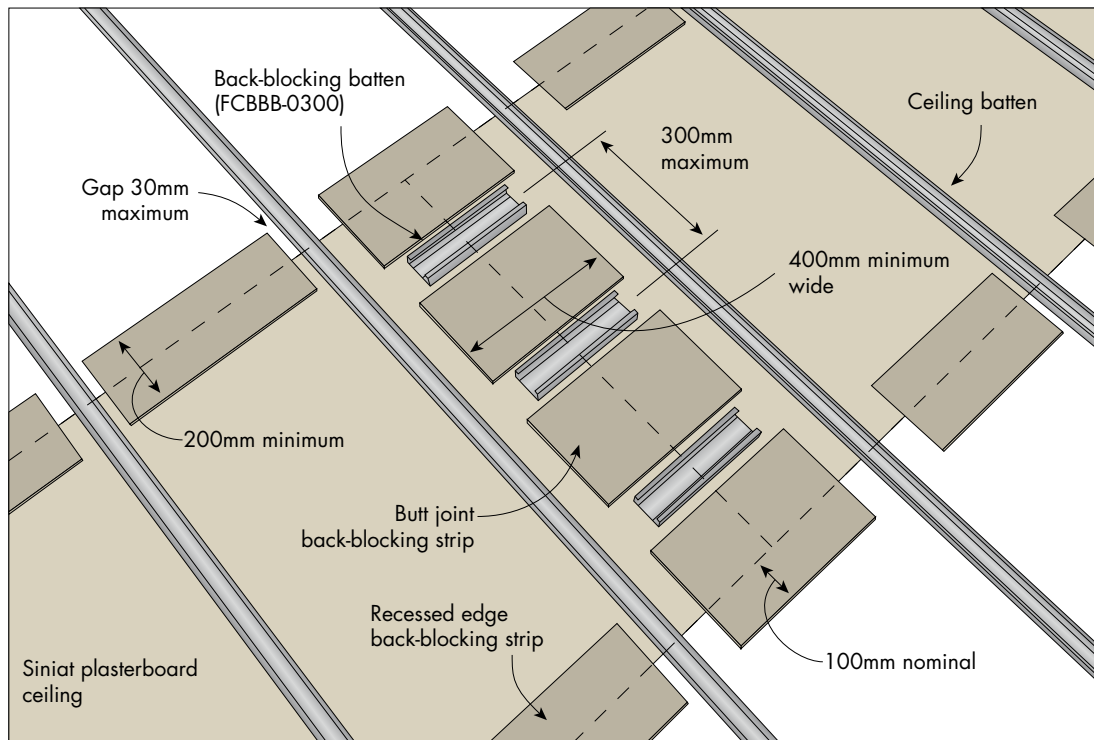 Back-blocking batten
(FCBBB-0300)
Ceiling batten
300mm
maximum
Gap 30mm
maximum
400mm minimum
wide
200mm minimum
Butt joint
back-blocking strip
Recessed edge
back-blocking strip
100mm nominal
Siniat plasterboard
ceiling